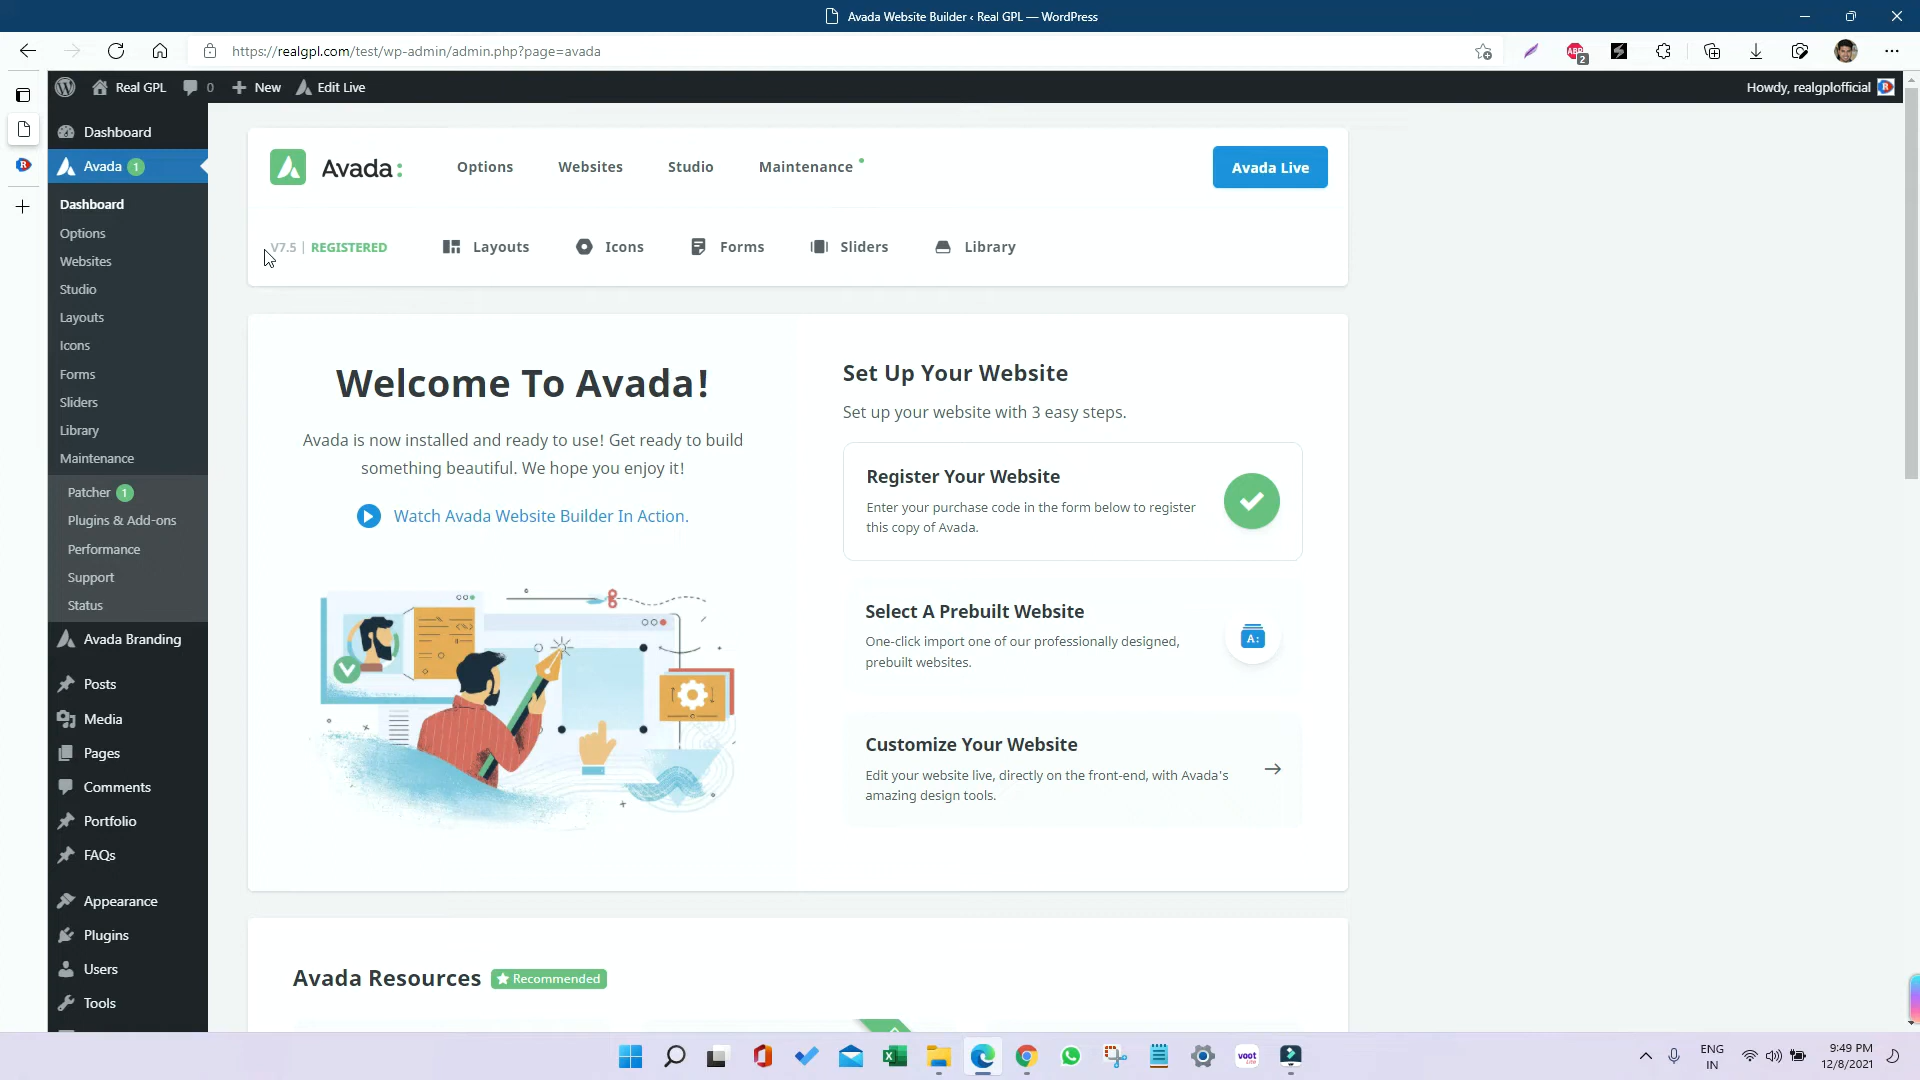 Avada Website Builder ‹ Real GPL — WordPress
https://realgpl.com/test/wp-admin/admin.php?page=avada
ABP 2
Real GPL 0 New Edit Live
Howdy, realgplofficial R
R
Dashboard
Avada 1
Dashboard
Options
Websites
Studio
Layouts
Icons
Forms
Sliders
Library
Maintenance
Patcher 1
Plugins & Add-ons
Performance
Support
Status
Avada Branding
Posts
Media
Pages
Comments
Portfolio
FAQs
Appearance
Plugins
Users
Tools
Avada:
Options Websites Studio Maintenance
Avada Live
V7.5 | REGISTERED
Layouts Icons Forms Sliders Library
Welcome To Avada!
Avada is now installed and ready to use! Get ready to build
something beautiful. We hope you enjoy it!
Watch Avada Website Builder In Action.
Set Up Your Website
Set up your website with 3 easy steps.
Register Your Website
Enter your purchase code in the form below to register
this copy of Avada.
Select A Prebuilt Website
One-click import one of our professionally designed,
prebuilt websites.
A:
Customize Your Website
Edit your website live, directly on the front-end, with Avada's
amazing design tools.
Avada Resources Recommended
voot
ENG
IN
9:49 PM
12/8/2021